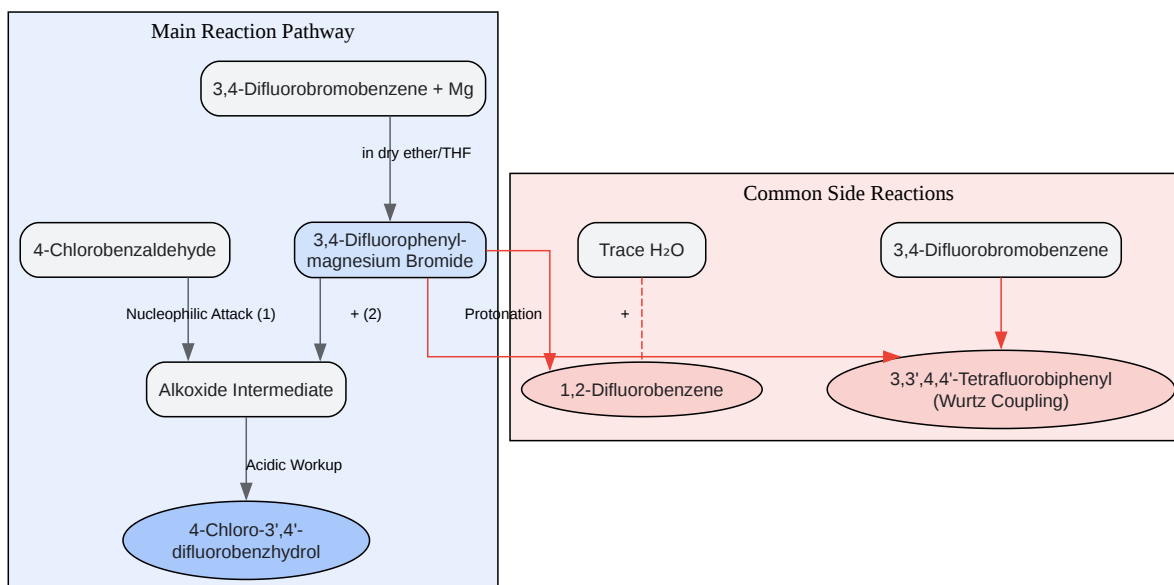 Main Reaction Pathway
3,4-Difluorobromobenzene + Mg
in dry ether/THF
4-Chlorobenzaldehyde
3,4-Difluorophenyl-
magnesium Bromide
Nucleophilic Attack (1)
+ (2)
Alkoxide Intermediate
Acidic Workup
4-Chloro-3',4'-
difluorobenzhydrol
Common Side Reactions
Trace H₂O
3,4-Difluorobromobenzene
Protonation
+
1,2-Difluorobenzene
3,3',4,4'-Tetrafluorobiphenyl
(Wurtz Coupling)